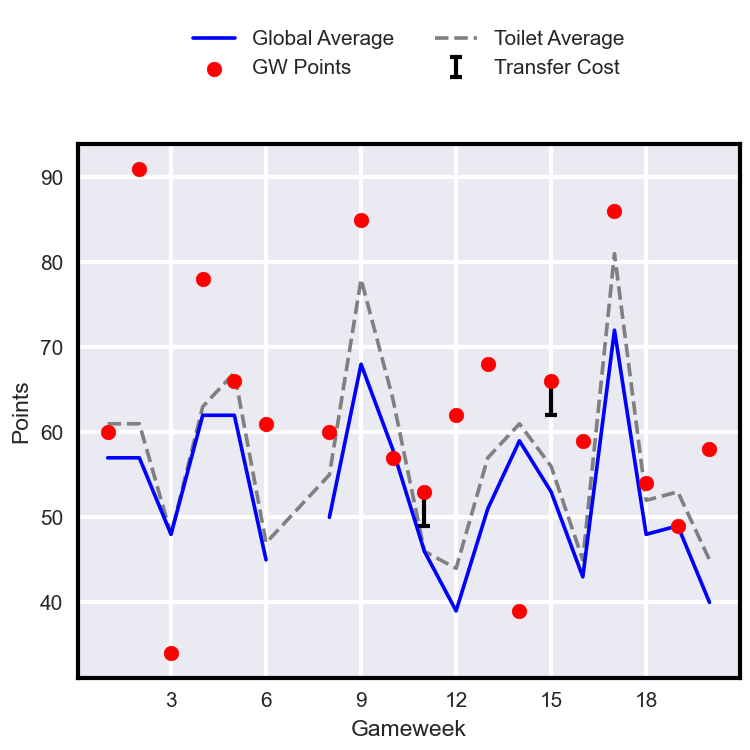 Global Average
Toilet Average
GW Points
Transfer Cost
90
80
70
60
50
40
Points
3 6 9 12 15 18
Gameweek